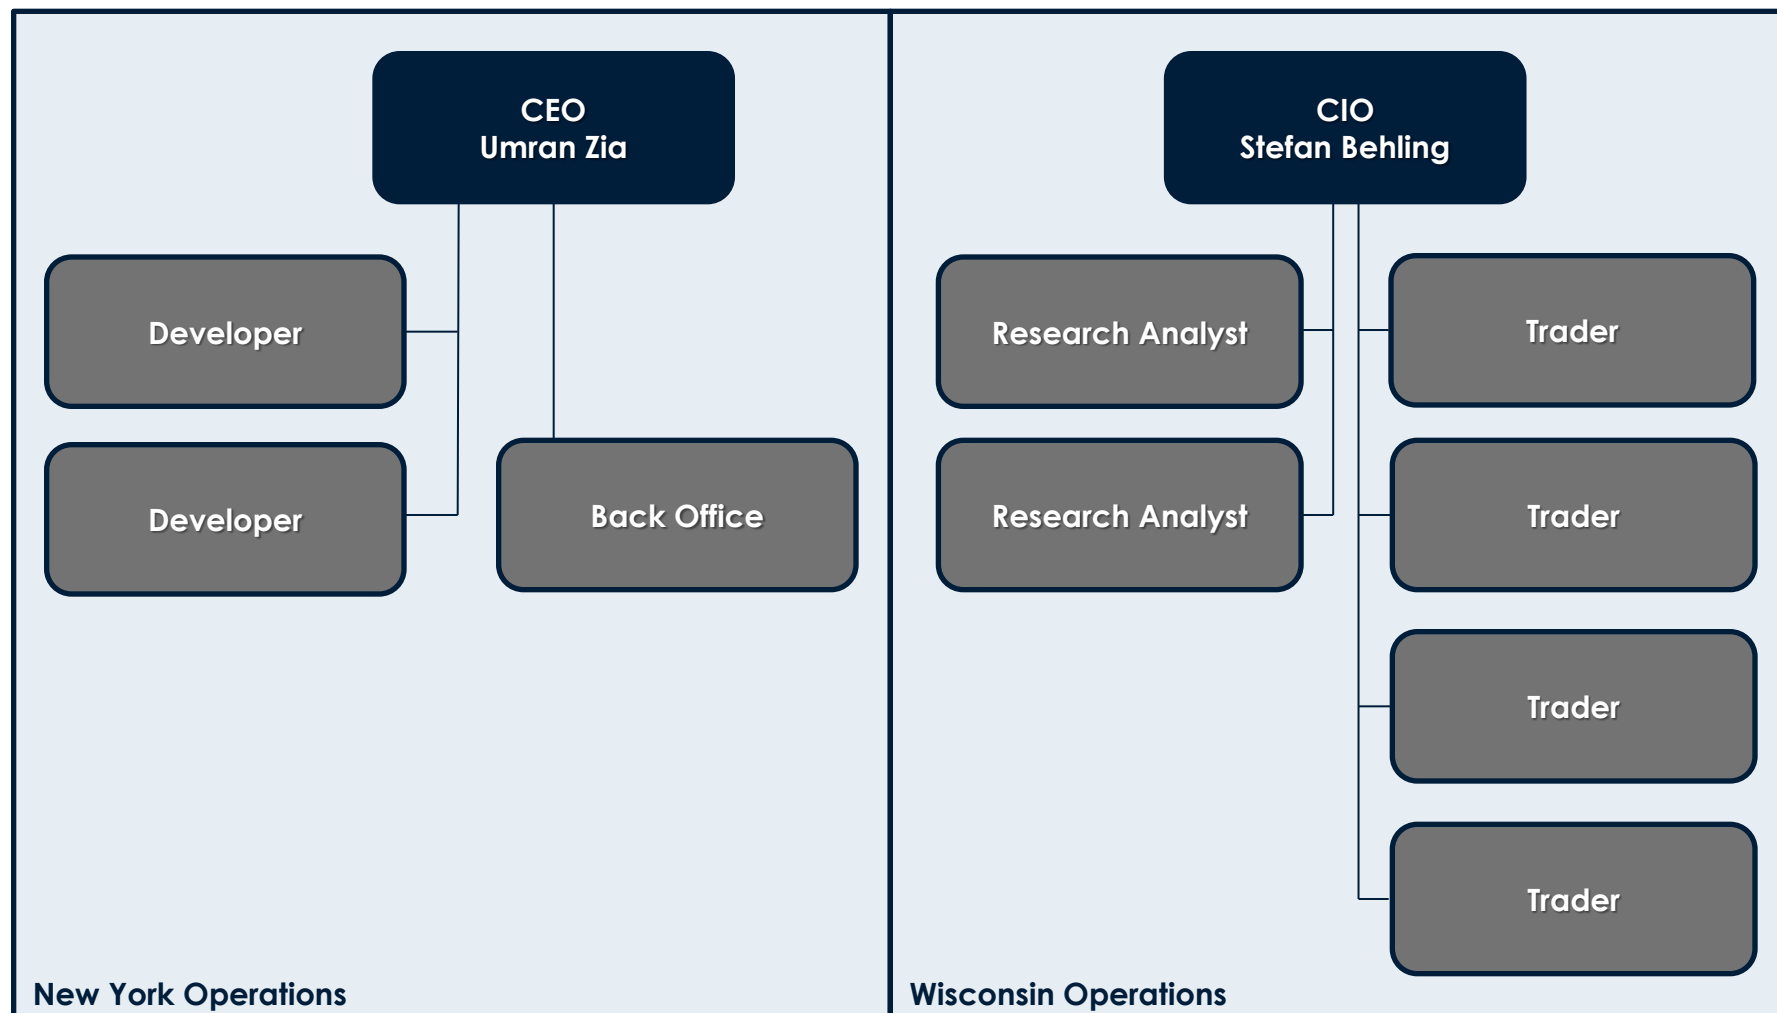 CEO
Umran Zia
Developer
Developer
Back Office
New York Operations
CIO
Stefan Behling
Research Analyst
Trader
Research Analyst
Trader
Trader
Trader
Wisconsin Operations